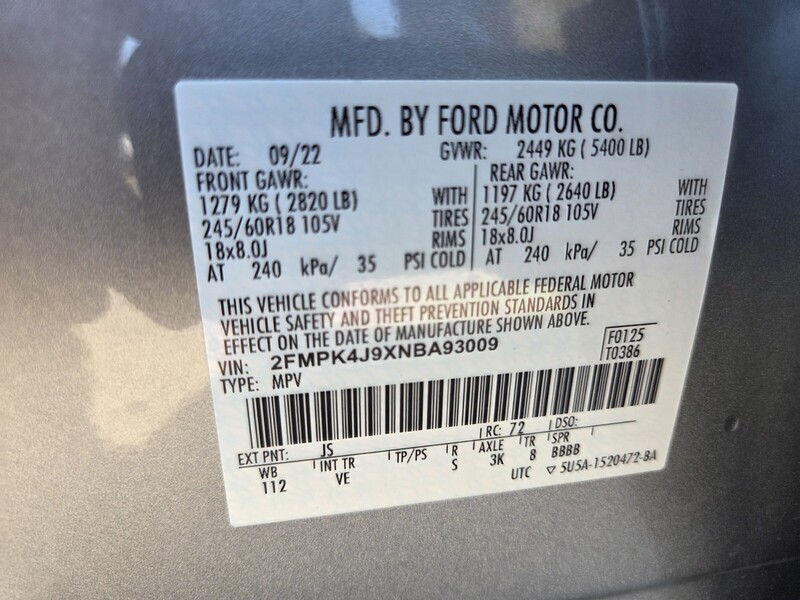 MFD. BY FORD MOTOR CO.
DATE: 09/22 GVWR: 2449 KG ( 5400 LB)
FRONT GAWR: REAR GAWR:
1279 KG ( 2820 LB) WITH 1197 KG ( 2640 LB) WITH
245/60R18 105V TIRES 245/60R18 105V TIRES
18x8.0J RIMS 18x8.0J RIMS
AT 240 kPa/ 35 PSI COLD AT 240 kPa/ 35 PSI COLD
THIS VEHICLE CONFORMS TO ALL APPLICABLE FEDERAL MOTOR
VEHICLE SAFETY AND THEFT PREVENTION STANDARDS IN
EFFECT ON THE DATE OF MANUFACTURE SHOWN ABOVE.
VIN: 2FMPK4J9XNBA93009 F0125
TYPE: MPV T0386
EXT PNT: JS RC: 72 DSO:
WB INT TR TP/PS R AXLE TR SPR
112 VE S 3K 8 BBBB
UTC ▽ 5U5A-1520472-BA